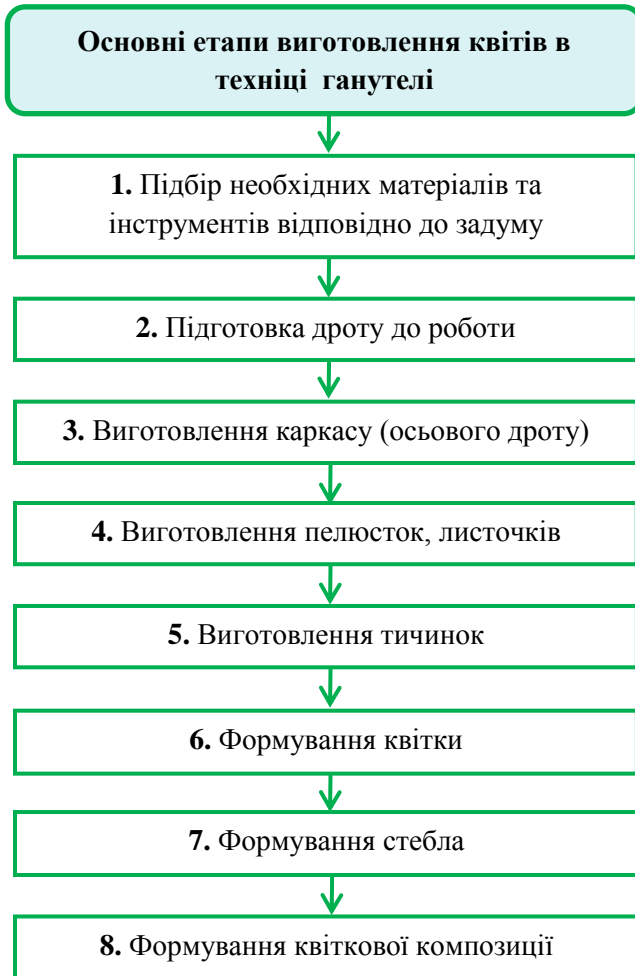 Основні етапи виготовлення квітів в
техніці ганутелі
1. Підбір необхідних матеріалів та
інструментів відповідно до задуму
2. Підготовка дроту до роботи
3. Виготовлення каркасу (осьового дроту)
4. Виготовлення пелюсток, листочків
5. Виготовлення тичинок
6. Формування квітки
7. Формування стебла
8. Формування квіткової композиції